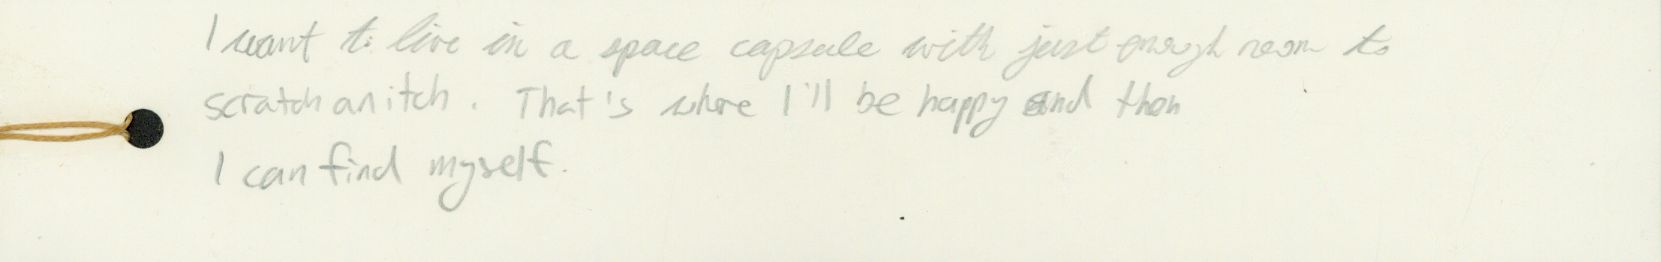 I want to live in a space capsule with just enough room to
scratch an itch. That's where I'll be happy and then
I can find myself.